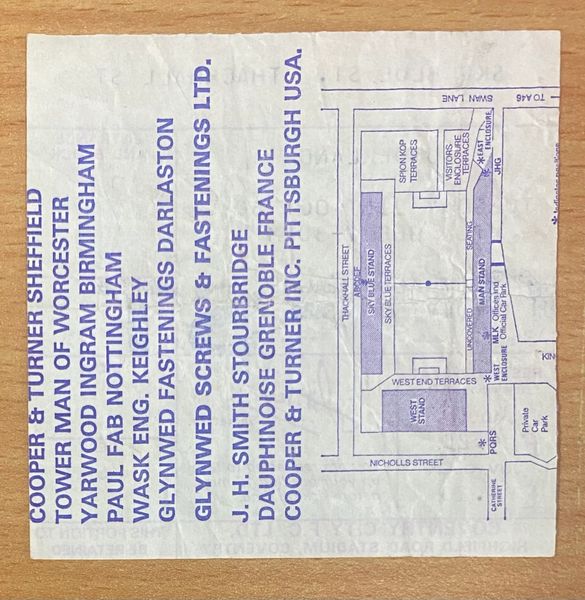 COOPER & TURNER SHEFFIELD
TOWER MAN OF WORCESTER
YARWOOD INGRAM BIRMINGHAM
PAUL FAB NOTTINGHAM
WASK ENG. KEIGHLEY
GLYNWED FASTENINGS DARLASTON
GLYNWED SCREWS & FASTENINGS LTD.
J. H. SMITH STOURBRIDGE
DAUPHINOISE GRENOBLE FRANCE
COOPER & TURNER INC. PITTSBURGH USA.
THACKHALL STREET
ABCDEF
SKY BLUE STAND
SKY BLUE TERRACES
SPION KOP
TERRACES
VISITORS
ENCLOSURE
TERRACES
EAST
ENCLOSURE
SWAN LANE
TO A46
JHG
SEATING
UNCOVERED
MAN STAND
MLK
Offices and
Official Car Park
WEST
ENCLOSURE
WEST END TERRACES
WEST
STAND
PQRS
Private
Car
Park
KIN
NICHOLLS STREET
CATHERINE
STREET